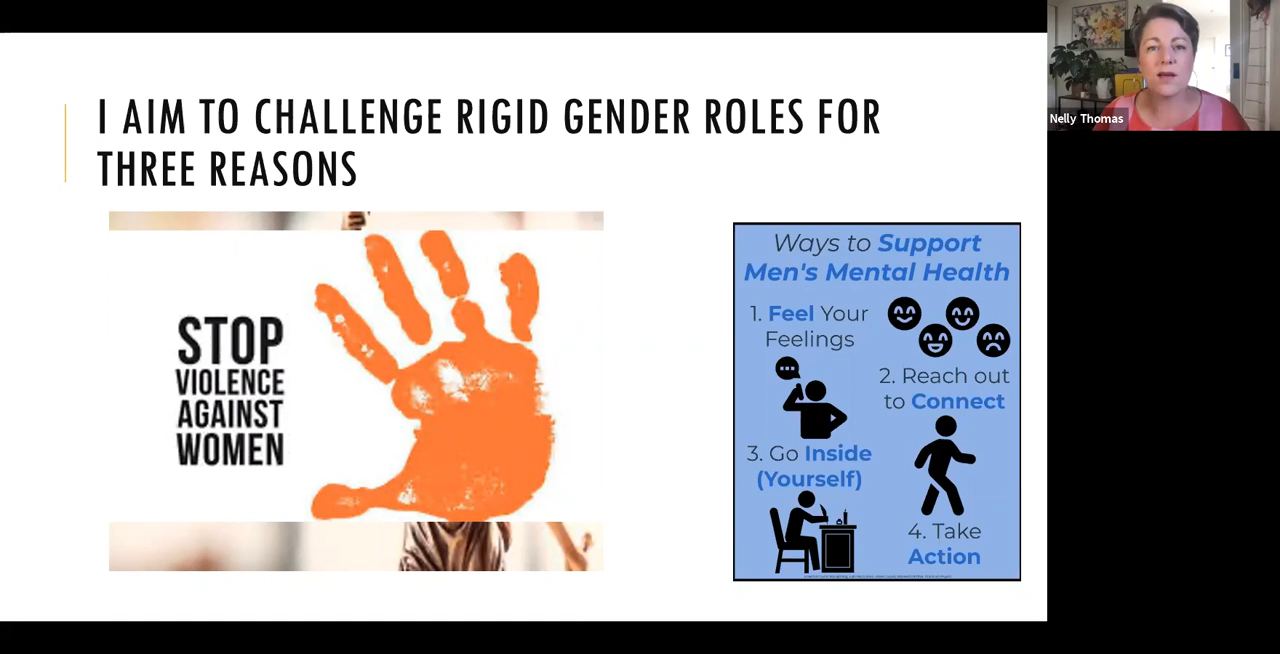 I AIM TO CHALLENGE RIGID GENDER ROLES FOR
THREE REASONS
STOP
VIOLENCE
AGAINST
WOMEN
Ways to Support
Men's Mental Health
1. Feel Your
Feelings
2. Reach out
to Connect
3. Go Inside
(Yourself)
4. Take
Action
Nelly Thomas